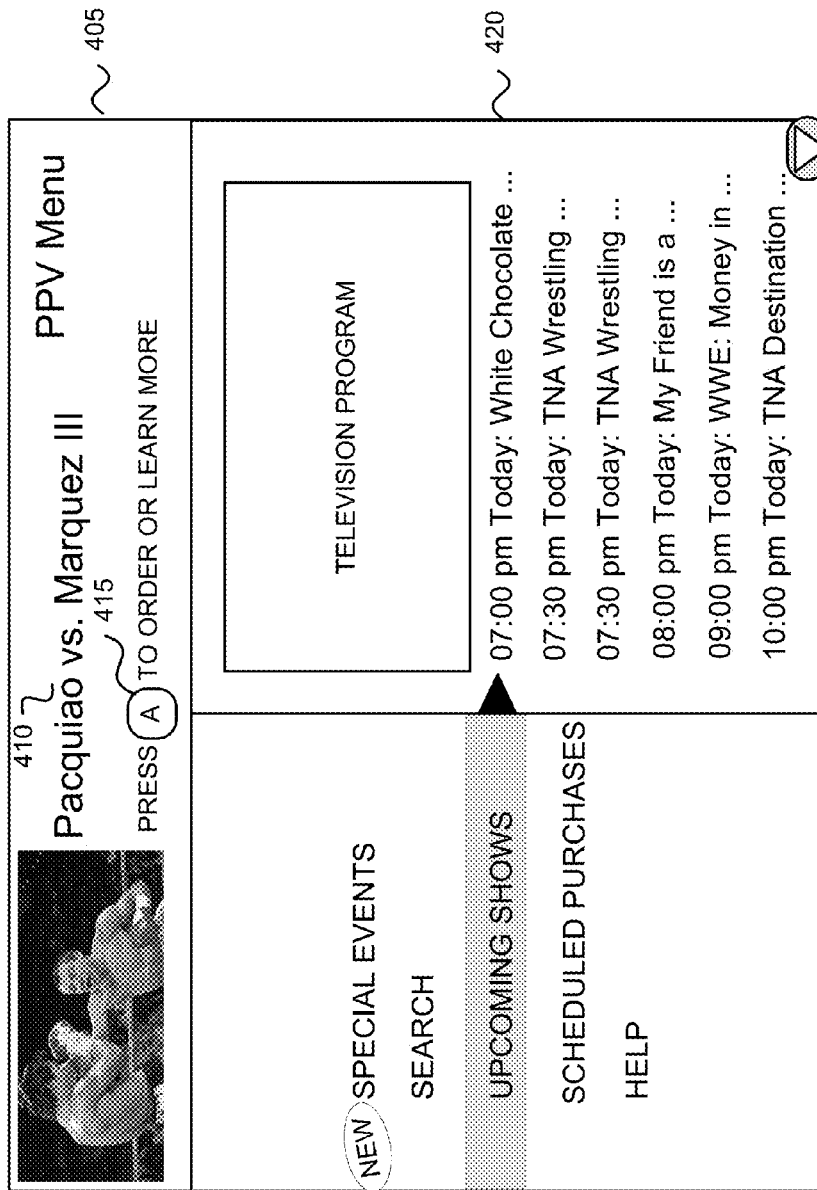 405
410
Pacquiao vs. Marquez III
PPV Menu
415
PRESS A TO ORDER OR LEARN MORE
420
NEW SPECIAL EVENTS
SEARCH
UPCOMING SHOWS
SCHEDULED PURCHASES
HELP
TELEVISION PROGRAM
07:00 pm Today: White Chocolate ...
07:30 pm Today: TNA Wrestling ...
07:30 pm Today: TNA Wrestling ...
08:00 pm Today: My Friend is a ...
09:00 pm Today: WWE: Money in ...
10:00 pm Today: TNA Destination ...